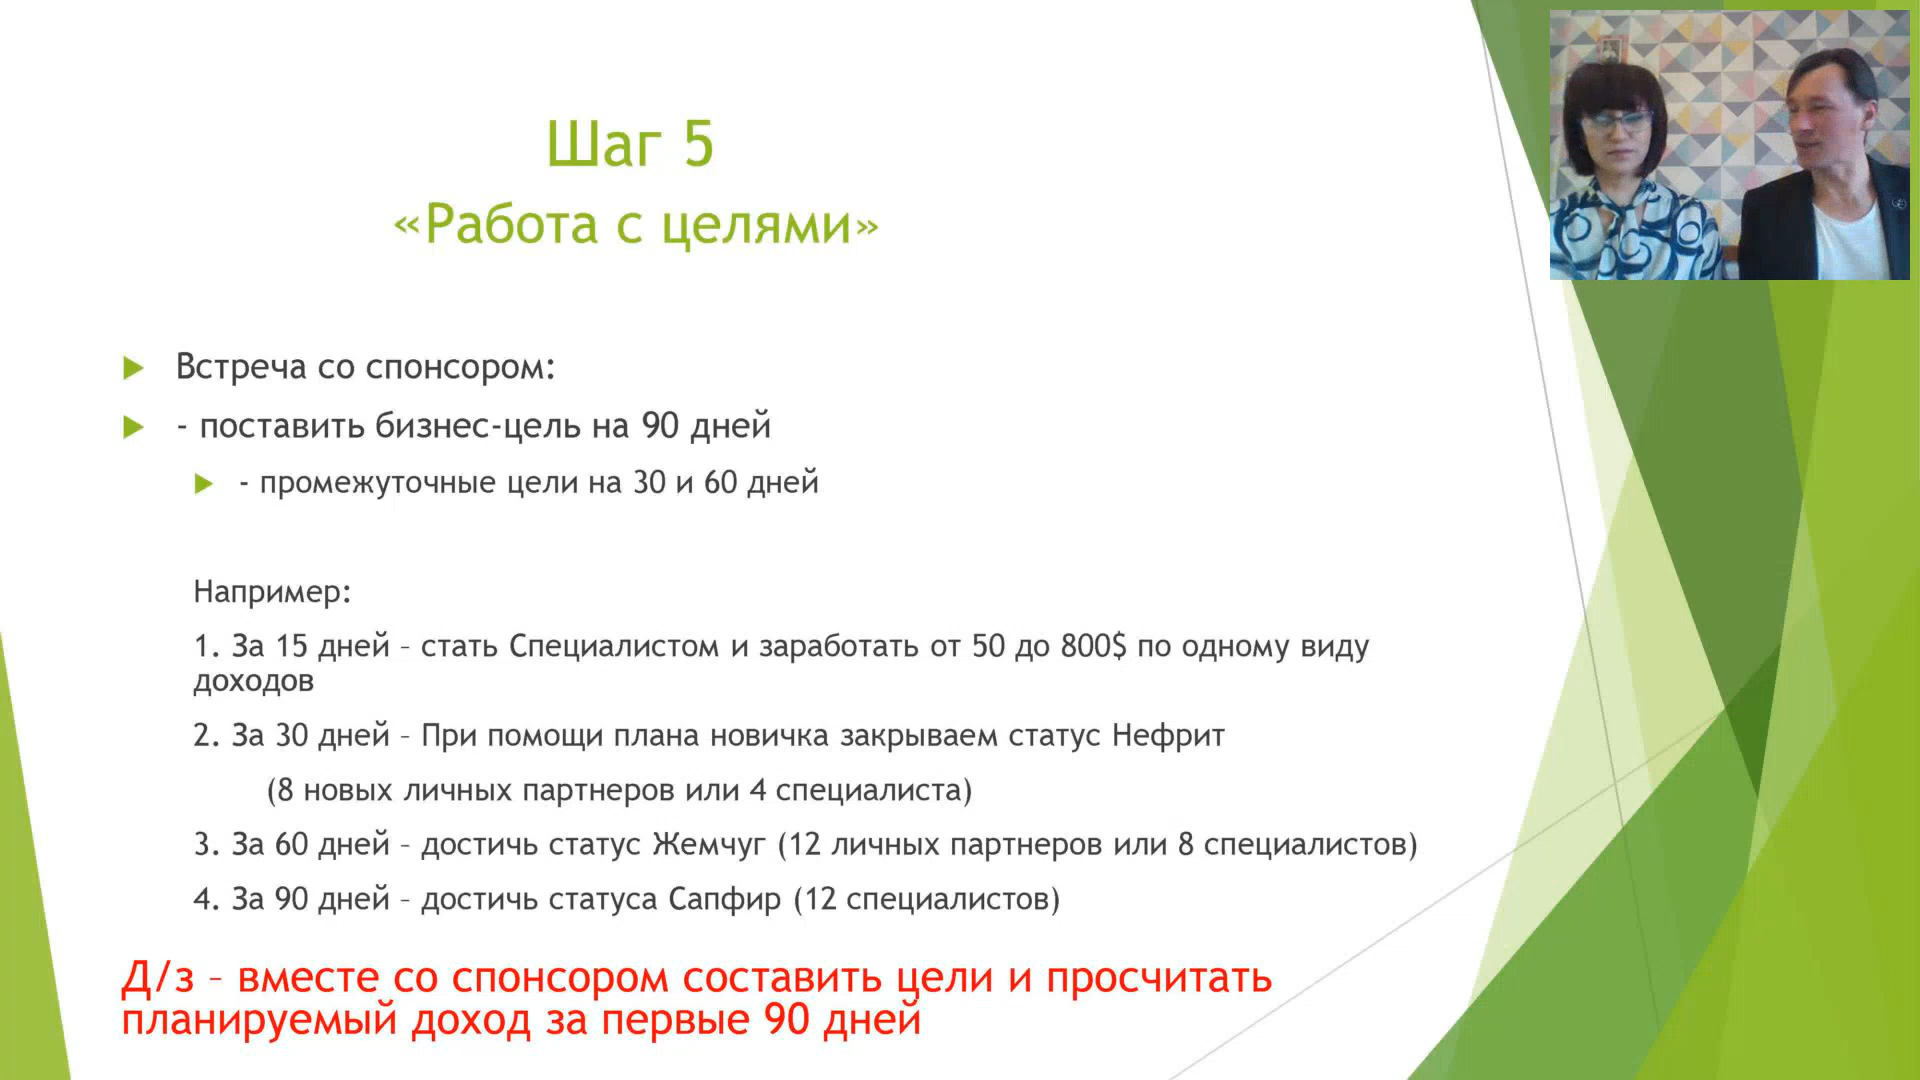 Шаг 5
«Работа с целями»
Встреча со спонсором:
- поставить бизнес-цель на 90 дней
- промежуточные цели на 30 и 60 дней
Например:
1. За 15 дней – стать Специалистом и заработать от 50 до 800$ по одному виду
доходов
2. За 30 дней – При помощи плана новичка закрываем статус Нефрит
(8 новых личных партнеров или 4 специалиста)
3. За 60 дней – достичь статус Жемчуг (12 личных партнеров или 8 специалистов)
4. За 90 дней – достичь статуса Сапфир (12 специалистов)
Д/з – вместе со спонсором составить цели и просчитать
планируемый доход за первые 90 дней